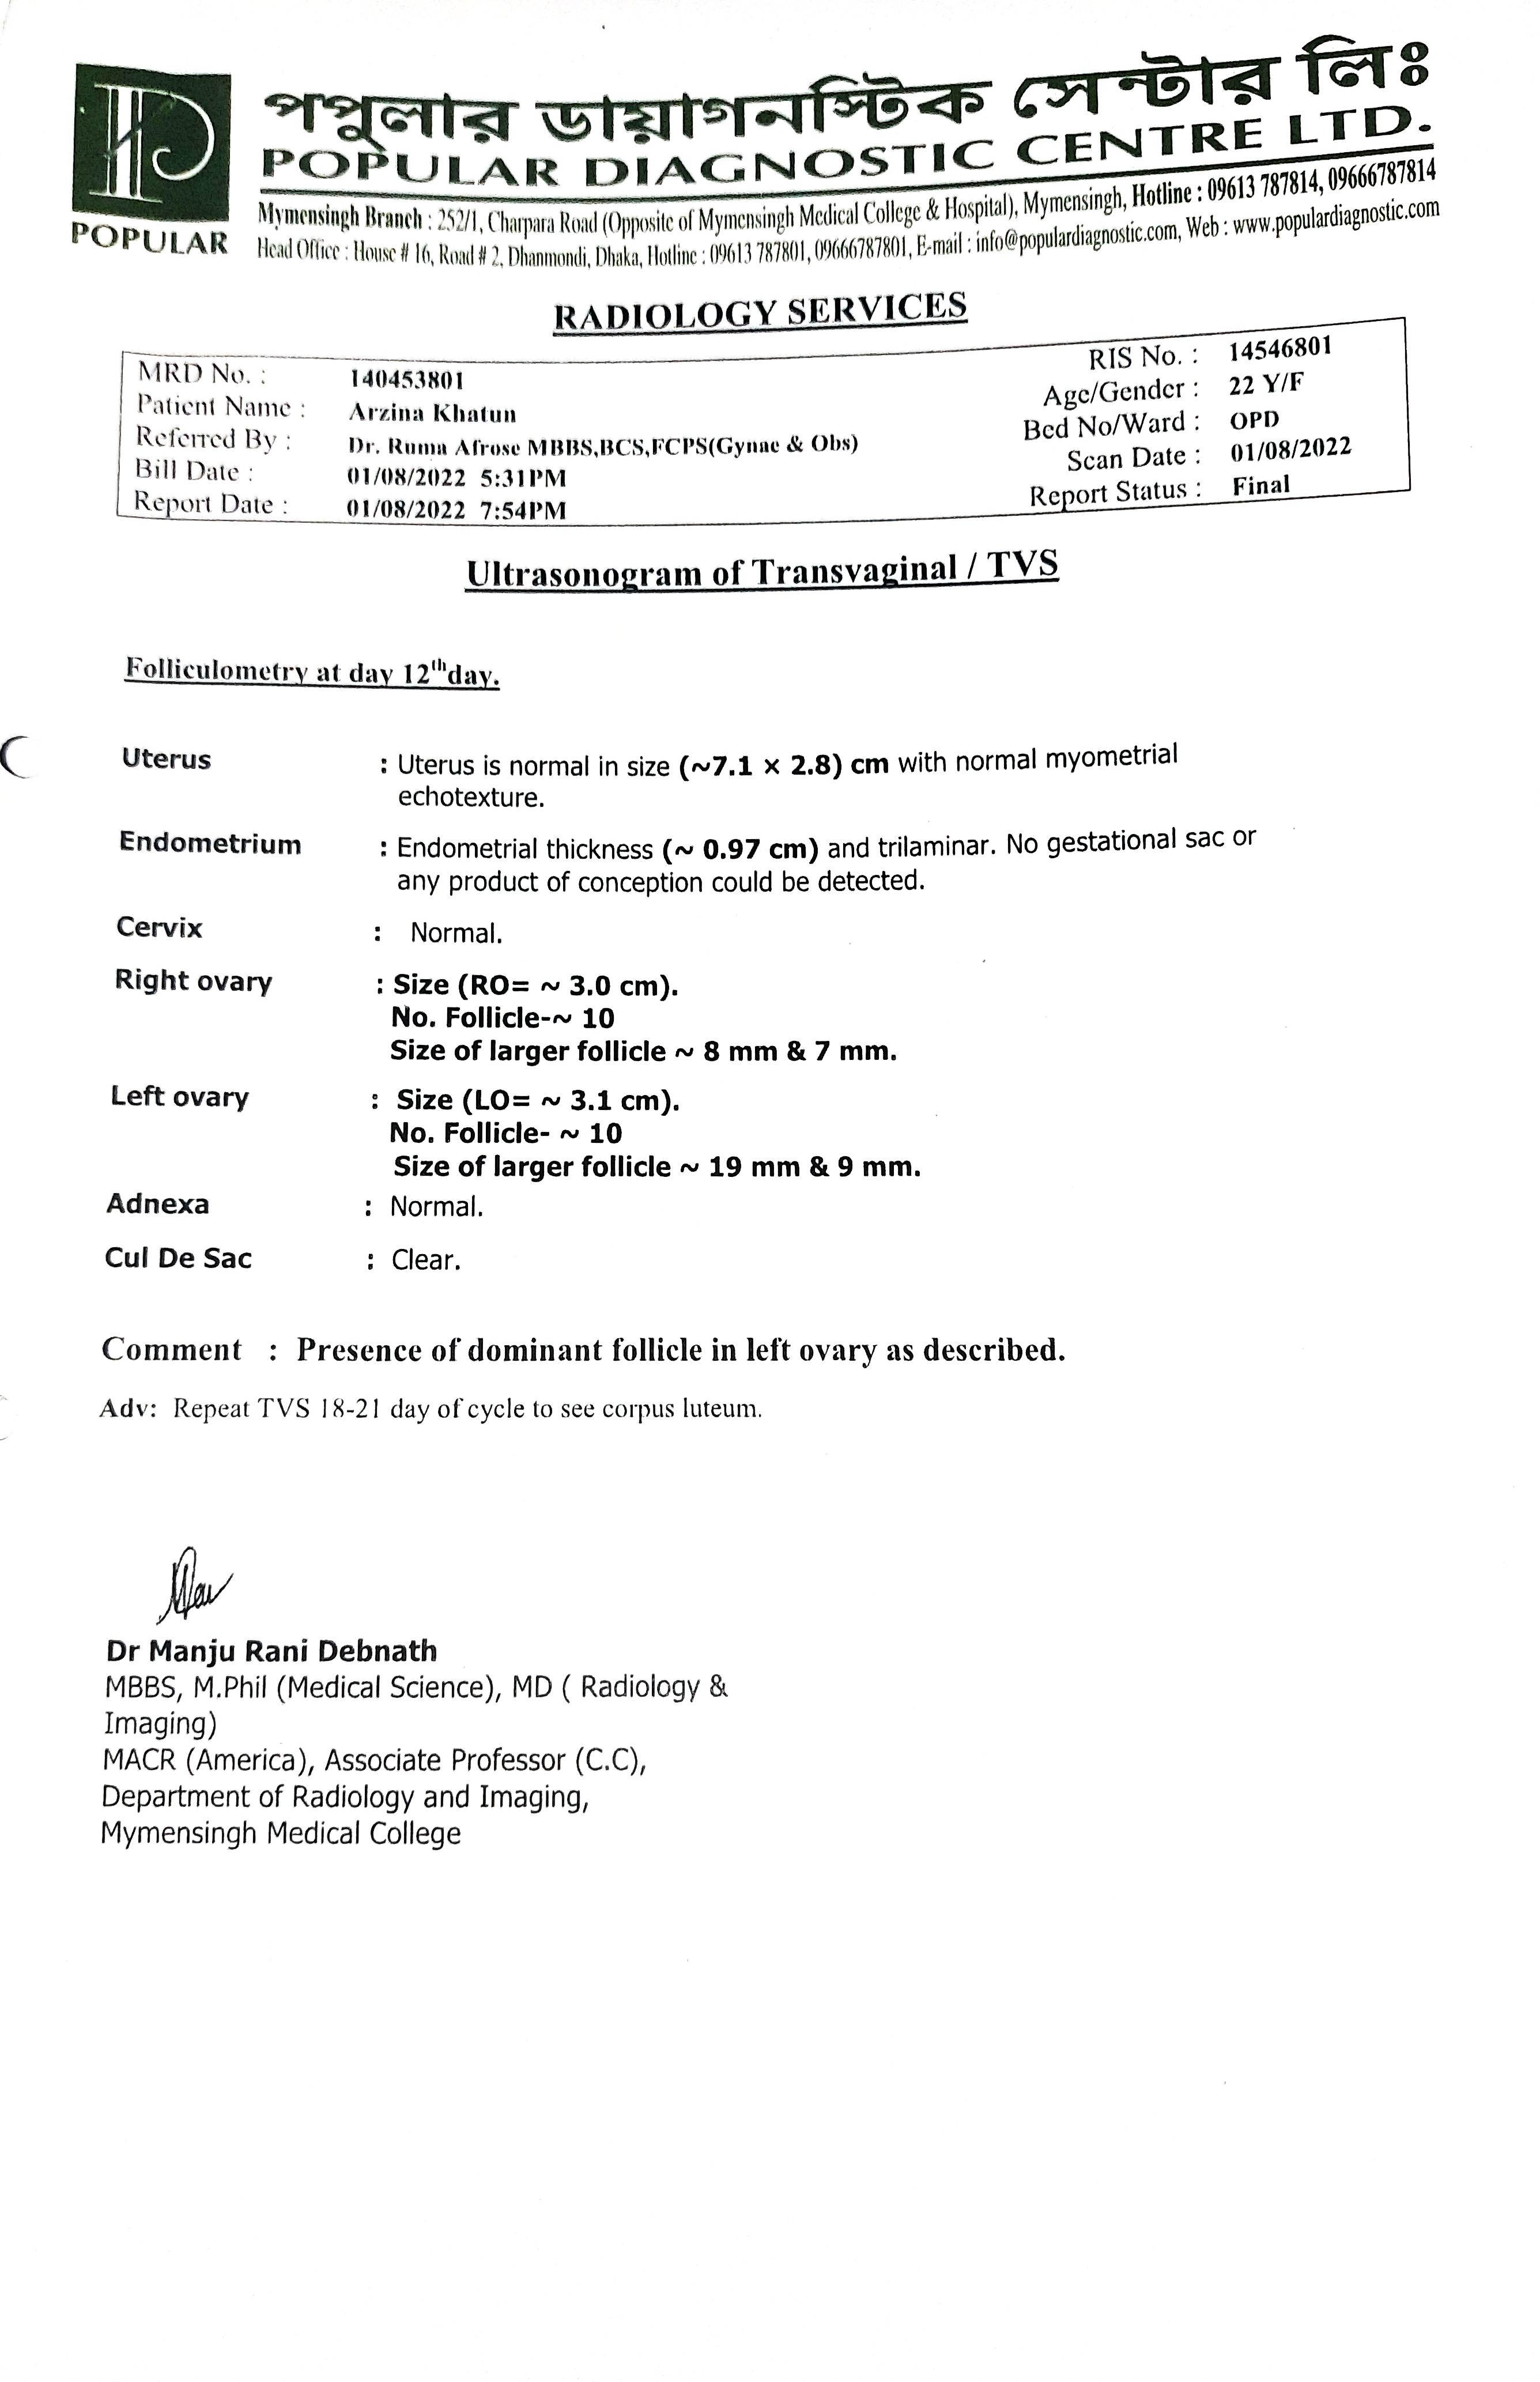 পপুলার ডায়াগনস্টিক সেন্টার লিঃ
POPULAR DIAGNOSTIC CENTRE LTD.
POPULAR
Mymensingh Branch : 252/1, Charpara Road (Opposite of Mymensingh Medical College & Hospital), Mymensingh, Hotline : 09613 787814, 09666787814
Head Office : House # 16, Road # 2, Dhanmondi, Dhaka, Hotline : 09613 787801, 09666787801, E-mail : info@populardiagnostic.com, Web : www.populardiagnostic.com
RADIOLOGY SERVICES
MRD No. : 140453801 RIS No. : 14546801
Patient Name : Arzina Khatun Age/Gender : 22 Y/F
Referred By : Dr. Ruma Afrose MBBS,BCS,FCPS(Gynae & Obs) Bed No/Ward : OPD
Bill Date : 01/08/2022 5:31PM Scan Date : 01/08/2022
Report Date : 01/08/2022 7:54PM Report Status : Final
Ultrasonogram of Transvaginal / TVS
Folliculometry at day 12th day.
Uterus : Uterus is normal in size (~7.1 × 2.8) cm with normal myometrial
echotexture.
Endometrium : Endometrial thickness (~ 0.97 cm) and trilaminar. No gestational sac or
any product of conception could be detected.
Cervix : Normal.
Right ovary : Size (RO= ~ 3.0 cm).
No. Follicle-~ 10
Size of larger follicle ~ 8 mm & 7 mm.
Left ovary : Size (LO= ~ 3.1 cm).
No. Follicle- ~ 10
Size of larger follicle ~ 19 mm & 9 mm.
Adnexa : Normal.
Cul De Sac : Clear.
Comment : Presence of dominant follicle in left ovary as described.
Adv: Repeat TVS 18-21 day of cycle to see corpus luteum.
Dr Manju Rani Debnath
MBBS, M.Phil (Medical Science), MD ( Radiology &
Imaging)
MACR (America), Associate Professor (C.C),
Department of Radiology and Imaging,
Mymensingh Medical College